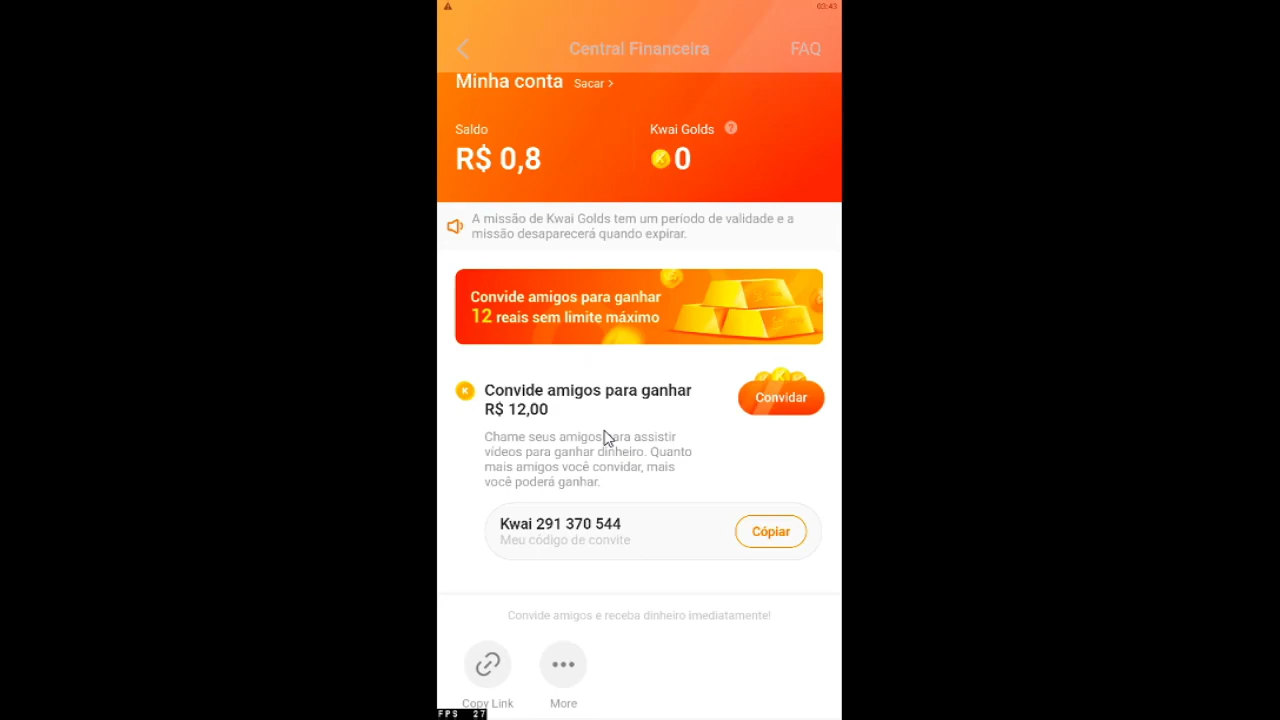 03:43
Central Financeira
FAQ
Minha conta Sacar >
Saldo
Kwai Golds ?
R$ 0,8
0
A missão de Kwai Golds tem um período de validade e a
missão desaparecerá quando expirar.
Convide amigos para ganhar
12 reais sem limite máximo
Convide amigos para ganhar
R$ 12,00
Convidar
Chame seus amigos para assistir
vídeos para ganhar dinheiro. Quanto
mais amigos você convidar, mais
você poderá ganhar.
Kwai 291 370 544
Meu código de convite
Cópiar
Convide amigos e receba dinheiro imediatamente!
Copy Link
More
FPS 27